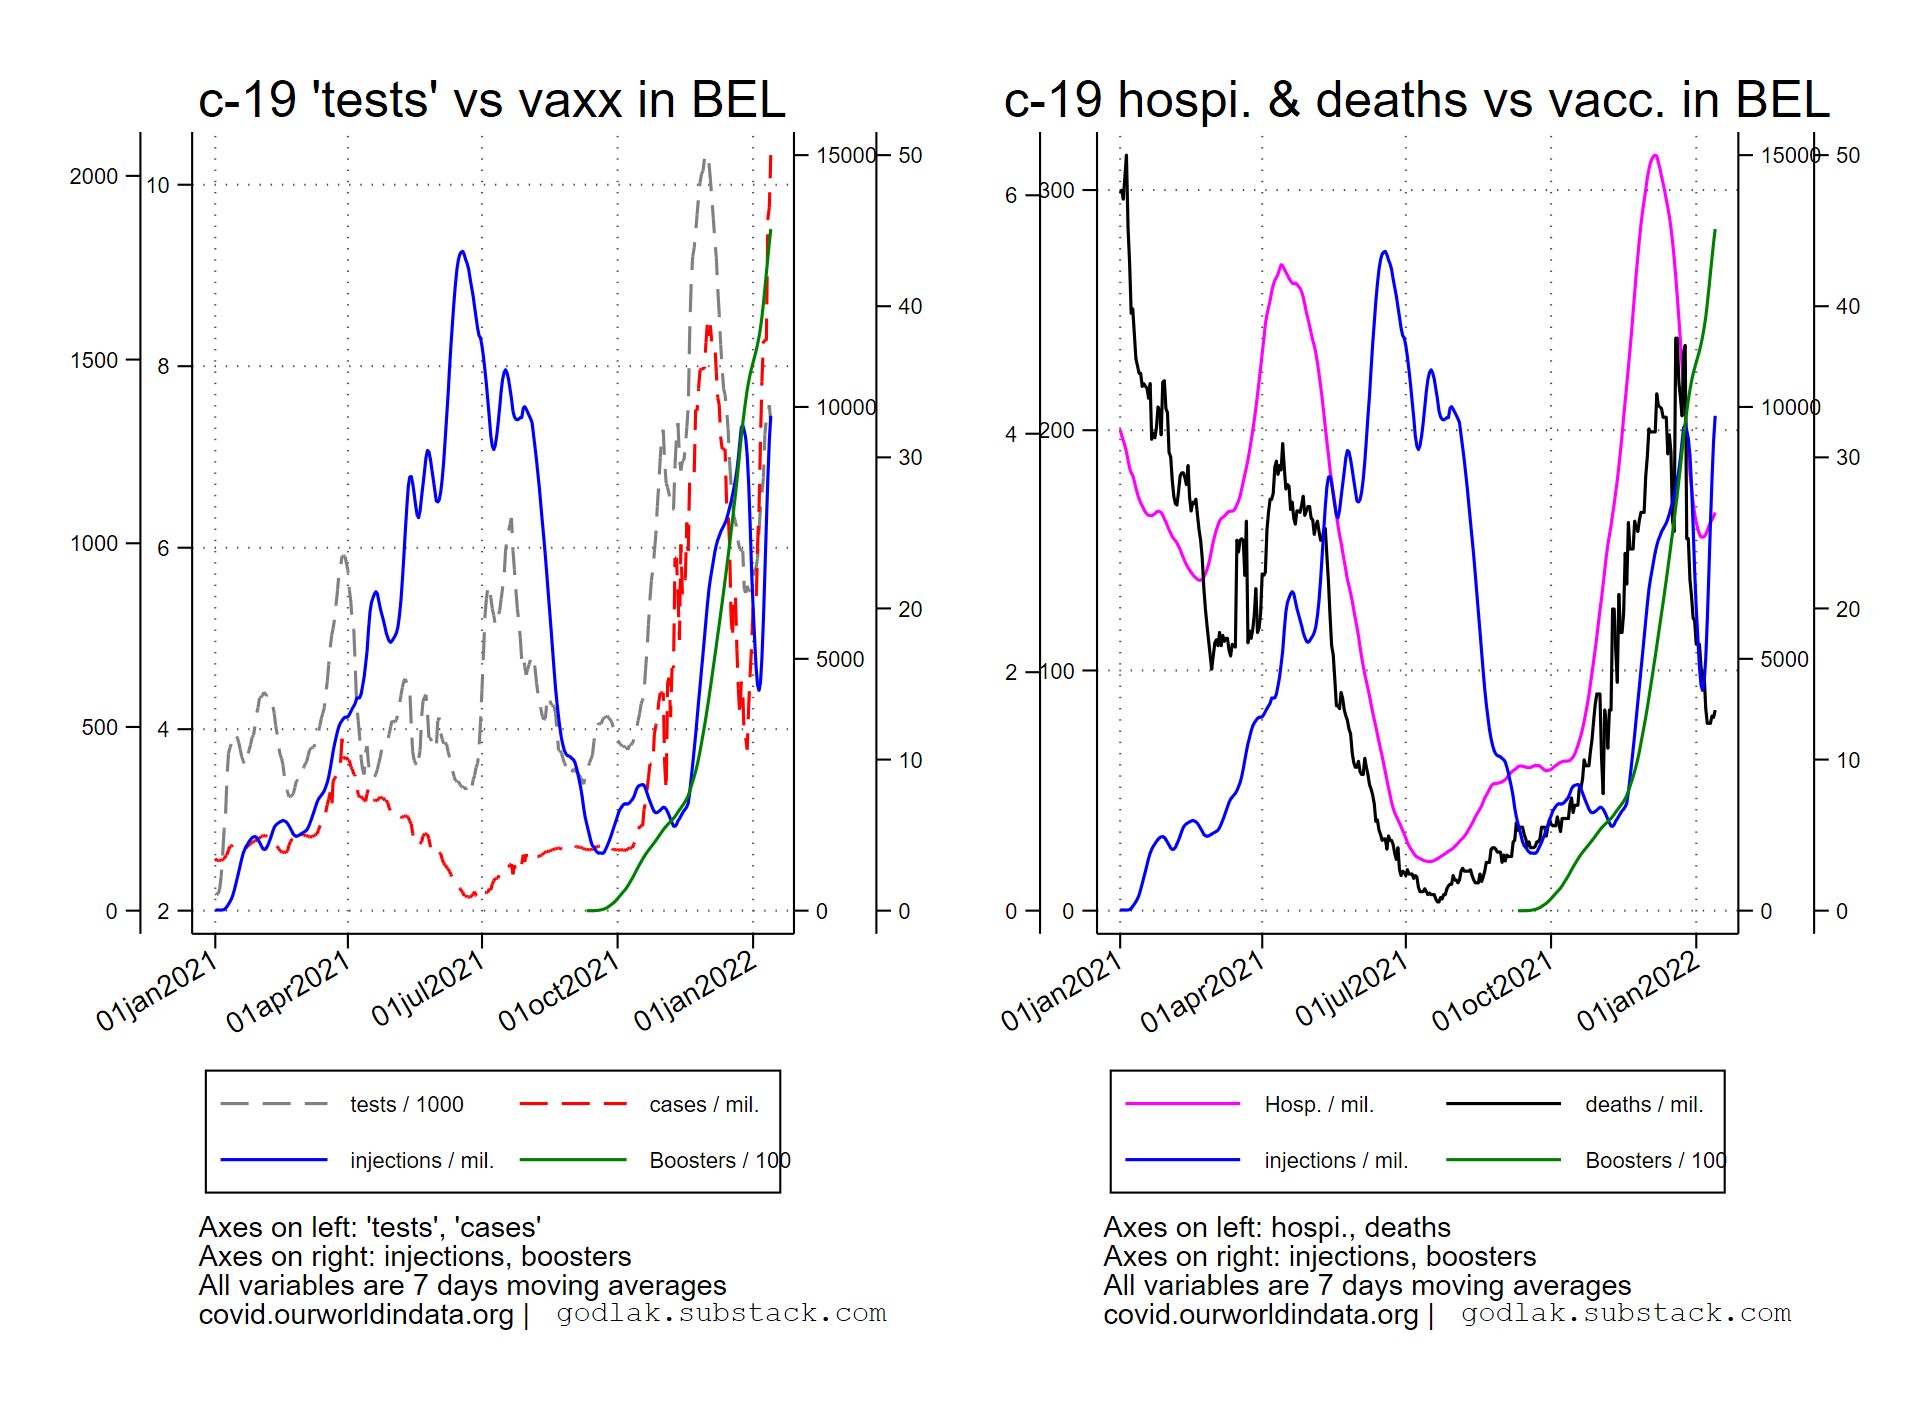 c-19 'tests' vs vaxx in BEL
2000
1500
1000
500
0
10
8
6
4
2
15000
10000
5000
0
50
40
30
20
10
0
01jan2021
01apr2021
01jul2021
01oct2021
01jan2022
tests / 1000
cases / mil.
injections / mil.
Boosters / 100
Axes on left: 'tests', 'cases'
Axes on right: injections, boosters
All variables are 7 days moving averages
covid.ourworldindata.org | godlak.substack.com
c-19 hospi. & deaths vs vacc. in BEL
6
4
2
0
300
200
100
0
15000
10000
5000
0
50
40
30
20
10
0
01jan2021
01apr2021
01jul2021
01oct2021
01jan2022
Hosp. / mil.
deaths / mil.
injections / mil.
Boosters / 100
Axes on left: hospi., deaths
Axes on right: injections, boosters
All variables are 7 days moving averages
covid.ourworldindata.org | godlak.substack.com